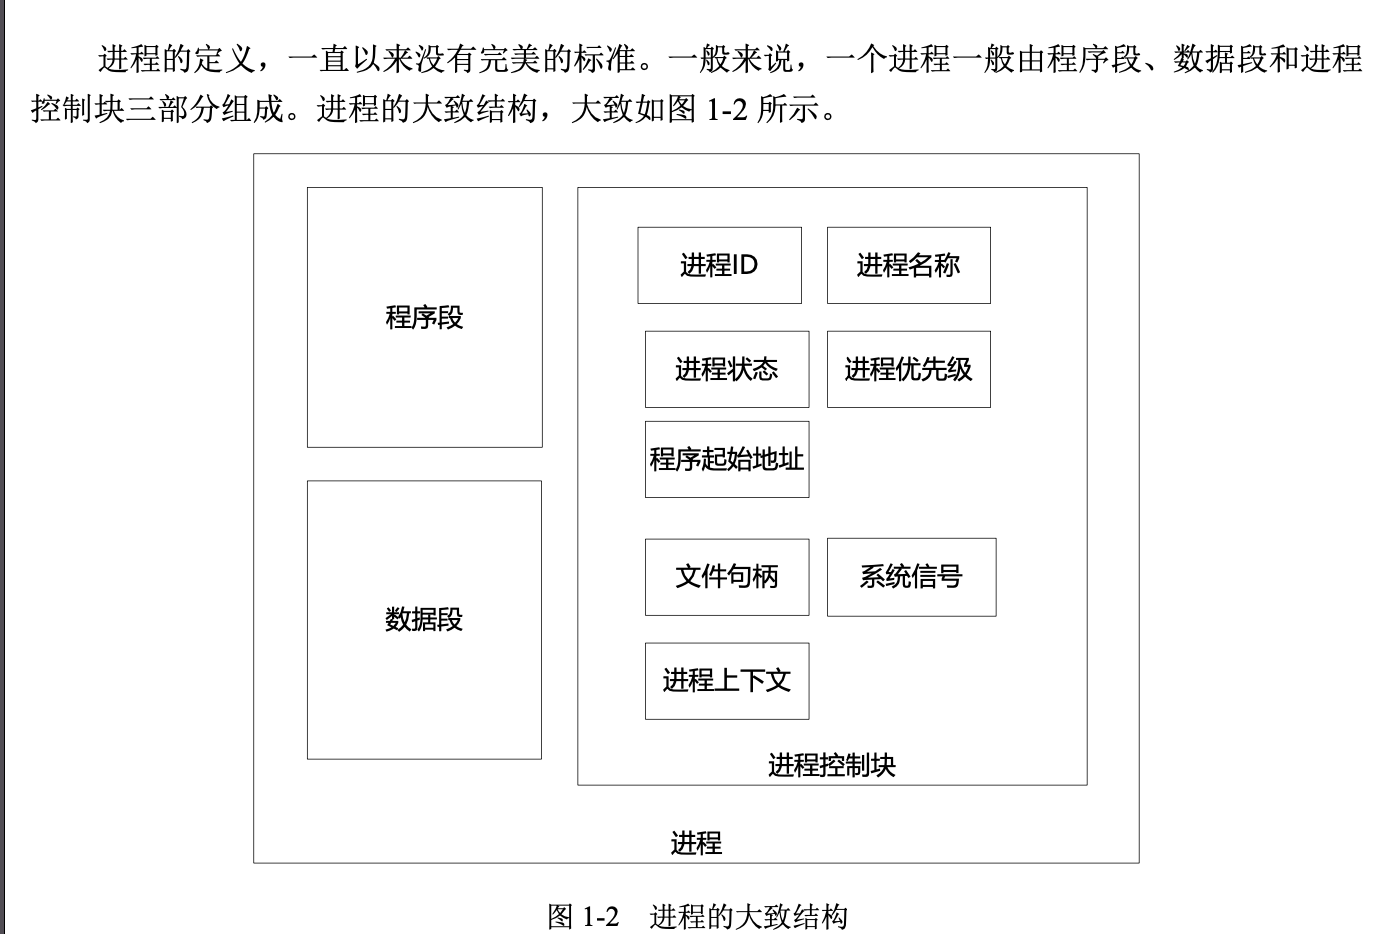 进程的定义，一直以来没有完美的标准。一般来说，一个进程一般由程序段、数据段和进程
控制块三部分组成。进程的大致结构，大致如图 1-2 所示。
程序段
数据段
进程ID
进程名称
进程状态
进程优先级
程序起始地址
文件句柄
系统信号
进程上下文
进程控制块
进程
图 1-2 进程的大致结构